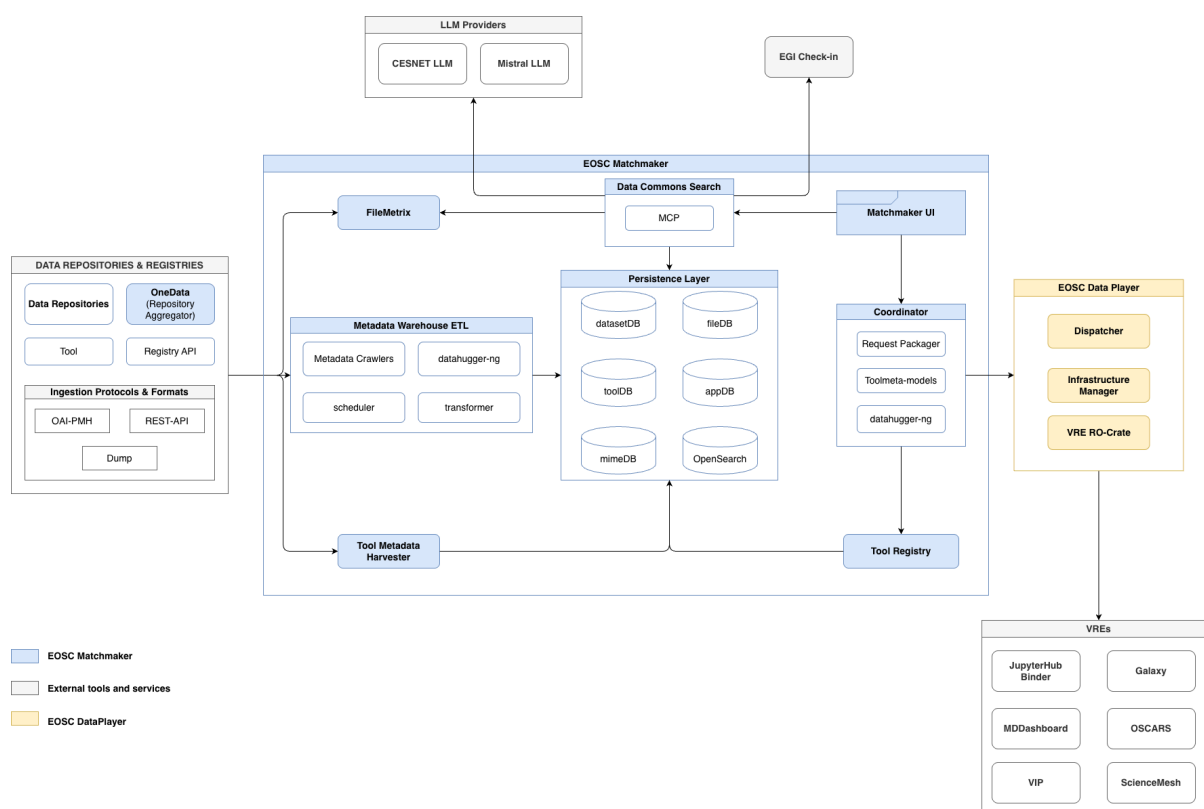 LLM Providers
CESNET LLM
Mistral LLM
EGI Check-in
EOSC Matchmaker
Data Commons Search
MCP
FileMetrix
Matchmaker UI
DATA REPOSITORIES & REGISTRIES
Data Repositories
OneData
(Repository
Aggregator)
Tool
Registry API
Ingestion Protocols & Formats
OAI-PMH
REST-API
Dump
Metadata Warehouse ETL
Metadata Crawlers
datahugger-ng
scheduler
transformer
Persistence Layer
datasetDB
fileDB
toolDB
appDB
mimeDB
OpenSearch
Coordinator
Request Packager
Toolmeta-models
datahugger-ng
EOSC Data Player
Dispatcher
Infrastructure
Manager
VRE RO-Crate
Tool Metadata
Harvester
Tool Registry
VREs
JupyterHub
Binder
Galaxy
MDDashboard
OSCARS
VIP
ScienceMesh
EOSC Matchmaker
External tools and services
EOSC DataPlayer